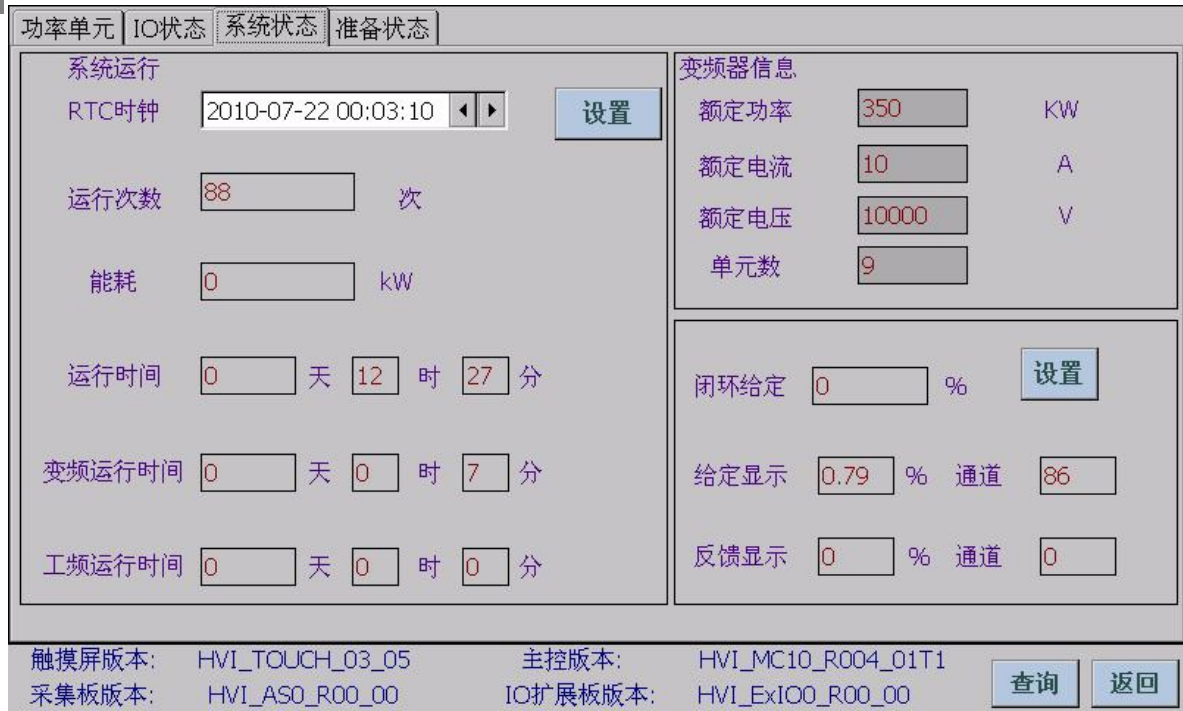 功率单元 IO状态 系统状态 准备状态
系统运行
RTC时钟 2010-07-22 00:03:10 设置
运行次数 88 次
能耗 0 kW
运行时间 0 天 12 时 27 分
变频运行时间 0 天 0 时 7 分
工频运行时间 0 天 0 时 0 分
变频器信息
额定功率 350 KW
额定电流 10 A
额定电压 10000 V
单元数 9
闭环给定 0 % 设置
给定显示 0.79 % 通道 86
反馈显示 0 % 通道 0
触摸屏版本: HVI_TOUCH_03_05 主控版本: HVI_MC10_R004_01T1
采集板版本: HVI_AS0_R00_00 IO扩展板版本: HVI_ExIO0_R00_00
查询 返回